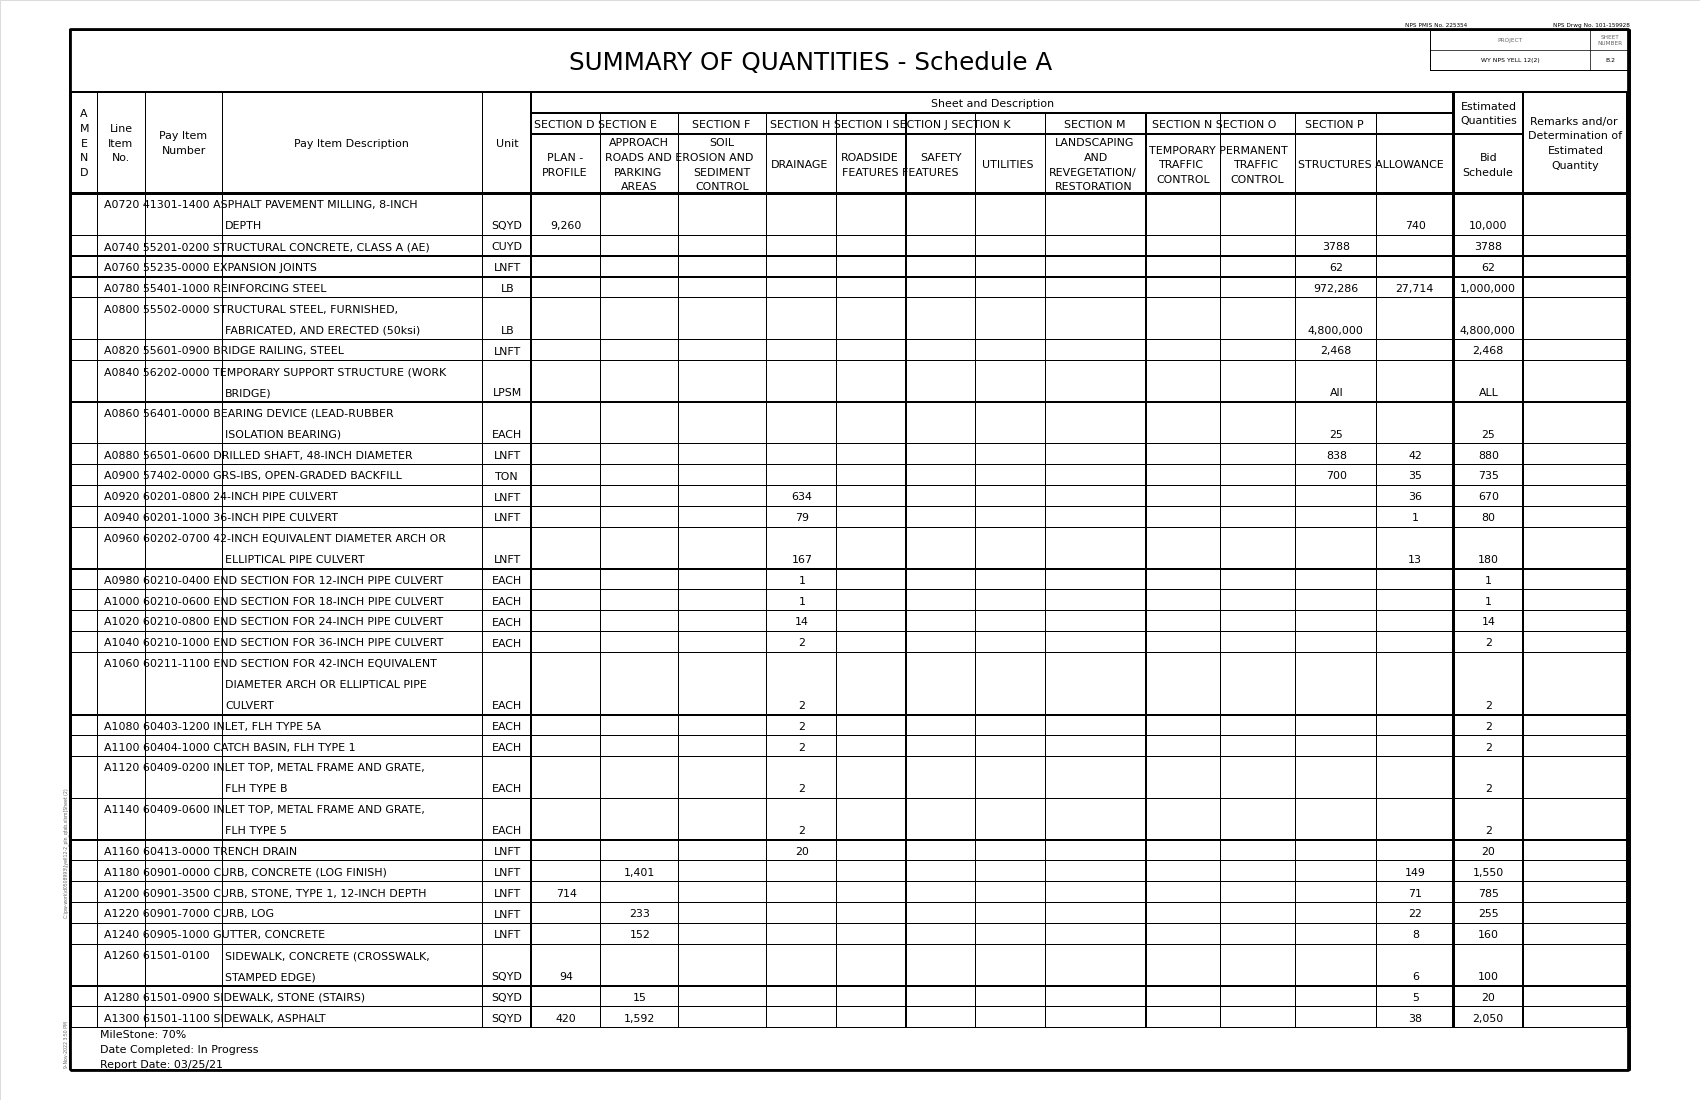 NPS PMIS No. 225354 NPS Drwg No. 101-159928
SUMMARY OF QUANTITIES - Schedule A
PROJECT SHEET NUMBER
WY NPS YELL 12(2) B.2
A M E N D
Line Item No.
Pay Item Number
Pay Item Description
Unit
Sheet and Description
Estimated Quantities
Remarks and/or Determination of Estimated Quantity
SECTION D SECTION E SECTION F SECTION H SECTION I SECTION J SECTION K SECTION M SECTION N SECTION O SECTION P
PLAN - PROFILE
APPROACH ROADS AND PARKING AREAS
SOIL EROSION AND SEDIMENT CONTROL
DRAINAGE
ROADSIDE FEATURES
SAFETY FEATURES
UTILITIES
LANDSCAPING AND REVEGETATION/ RESTORATION
TEMPORARY TRAFFIC CONTROL
PERMANENT TRAFFIC CONTROL
STRUCTURES
ALLOWANCE
Bid Schedule
A0720 41301-1400 ASPHALT PAVEMENT MILLING, 8-INCH
DEPTH SQYD 9,260 740 10,000
A0740 55201-0200 STRUCTURAL CONCRETE, CLASS A (AE) CUYD 3788 3788
A0760 55235-0000 EXPANSION JOINTS LNFT 62 62
A0780 55401-1000 REINFORCING STEEL LB 972,286 27,714 1,000,000
A0800 55502-0000 STRUCTURAL STEEL, FURNISHED,
FABRICATED, AND ERECTED (50ksi) LB 4,800,000 4,800,000
A0820 55601-0900 BRIDGE RAILING, STEEL LNFT 2,468 2,468
A0840 56202-0000 TEMPORARY SUPPORT STRUCTURE (WORK
BRIDGE) LPSM All ALL
A0860 56401-0000 BEARING DEVICE (LEAD-RUBBER
ISOLATION BEARING) EACH 25 25
A0880 56501-0600 DRILLED SHAFT, 48-INCH DIAMETER LNFT 838 42 880
A0900 57402-0000 GRS-IBS, OPEN-GRADED BACKFILL TON 700 35 735
A0920 60201-0800 24-INCH PIPE CULVERT LNFT 634 36 670
A0940 60201-1000 36-INCH PIPE CULVERT LNFT 79 1 80
A0960 60202-0700 42-INCH EQUIVALENT DIAMETER ARCH OR
ELLIPTICAL PIPE CULVERT LNFT 167 13 180
A0980 60210-0400 END SECTION FOR 12-INCH PIPE CULVERT EACH 1 1
A1000 60210-0600 END SECTION FOR 18-INCH PIPE CULVERT EACH 1 1
A1020 60210-0800 END SECTION FOR 24-INCH PIPE CULVERT EACH 14 14
A1040 60210-1000 END SECTION FOR 36-INCH PIPE CULVERT EACH 2 2
A1060 60211-1100 END SECTION FOR 42-INCH EQUIVALENT
DIAMETER ARCH OR ELLIPTICAL PIPE
CULVERT EACH 2 2
A1080 60403-1200 INLET, FLH TYPE 5A EACH 2 2
A1100 60404-1000 CATCH BASIN, FLH TYPE 1 EACH 2 2
A1120 60409-0200 INLET TOP, METAL FRAME AND GRATE,
FLH TYPE B EACH 2 2
A1140 60409-0600 INLET TOP, METAL FRAME AND GRATE,
FLH TYPE 5 EACH 2 2
A1160 60413-0000 TRENCH DRAIN LNFT 20 20
A1180 60901-0000 CURB, CONCRETE (LOG FINISH) LNFT 1,401 149 1,550
A1200 60901-3500 CURB, STONE, TYPE 1, 12-INCH DEPTH LNFT 714 71 785
A1220 60901-7000 CURB, LOG LNFT 233 22 255
A1240 60905-1000 GUTTER, CONCRETE LNFT 152 8 160
A1260 61501-0100 SIDEWALK, CONCRETE (CROSSWALK,
STAMPED EDGE) SQYD 94 6 100
A1280 61501-0900 SIDEWALK, STONE (STAIRS) SQYD 15 5 20
A1300 61501-1100 SIDEWALK, ASPHALT SQYD 420 1,592 38 2,050
MileStone: 70%
Date Completed: In Progress
Report Date: 03/25/21
9-Nov-2022 3:50 PM